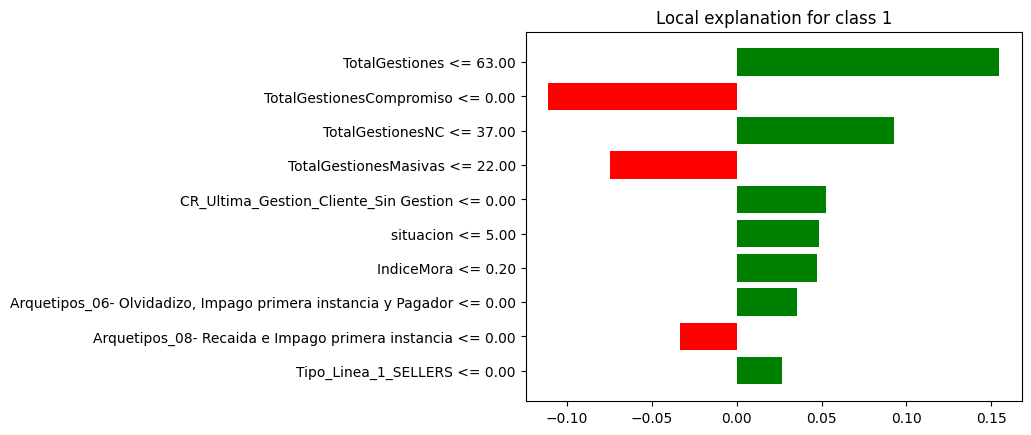 Local explanation for class 1
TotalGestiones <= 63.00
TotalGestionesCompromiso <= 0.00
TotalGestionesNC <= 37.00
TotalGestionesMasivas <= 22.00
CR_Ultima_Gestion_Cliente_Sin Gestion <= 0.00
situacion <= 5.00
IndiceMora <= 0.20
Arquetipos_06- Olvidadizo, Impago primera instancia y Pagador <= 0.00
Arquetipos_08- Recaida e Impago primera instancia <= 0.00
Tipo_Linea_1_SELLERS <= 0.00
−0.10 −0.05 0.00 0.05 0.10 0.15